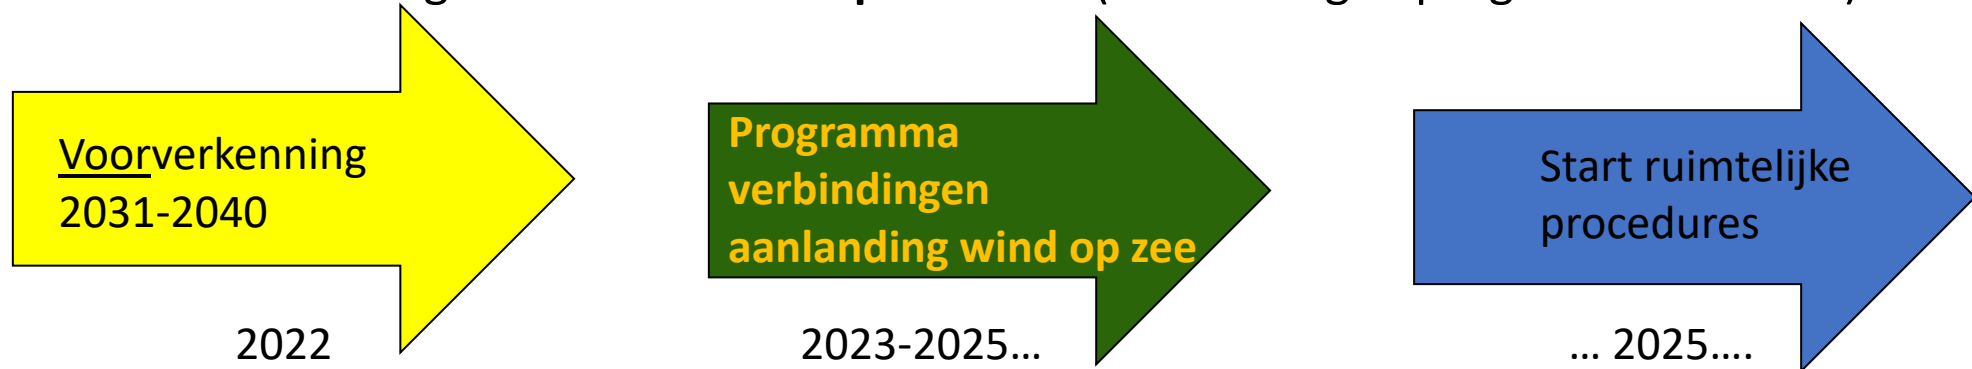 Voorverkenning
2031-2040
Programma
verbindingen
aanlanding wind op zee
Start ruimtelijke
procedures
2022
2023-2025…
… 2025….